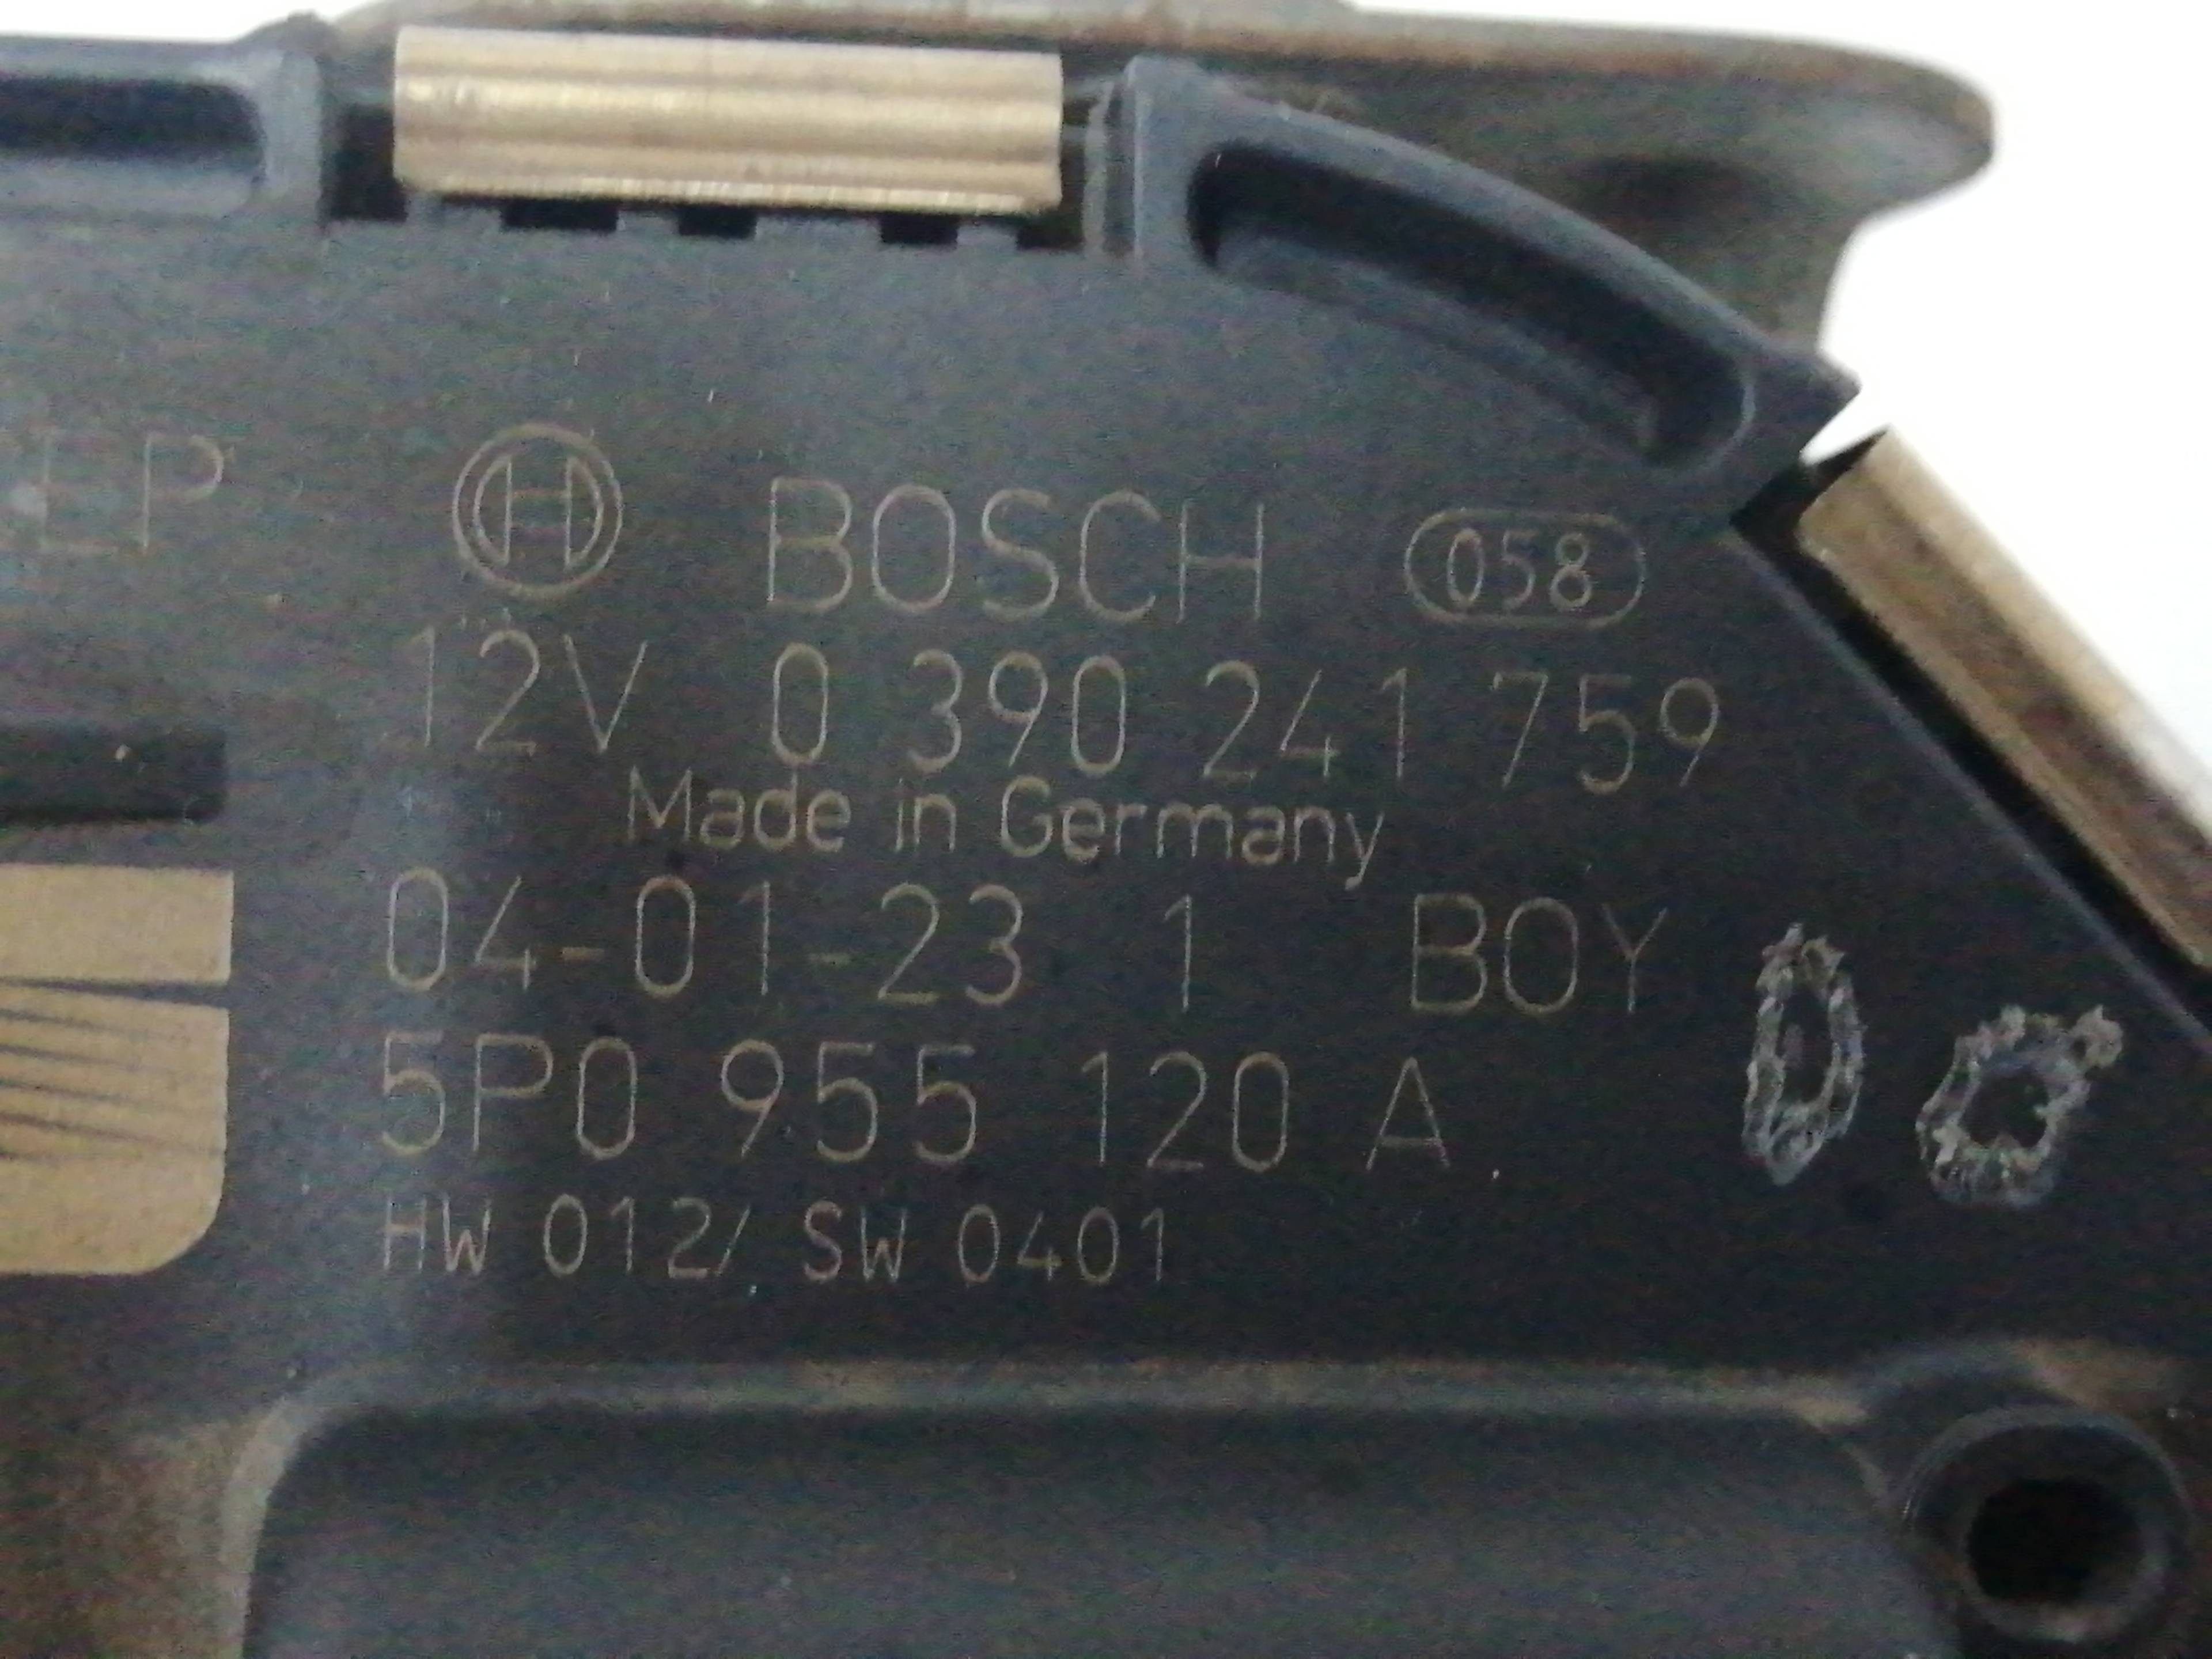 EP
BOSCH 058
12V 0 390 241 759
Made in Germany
04-01-23 1 BOY
5P0 955 120 A
HW 012/ SW 0401